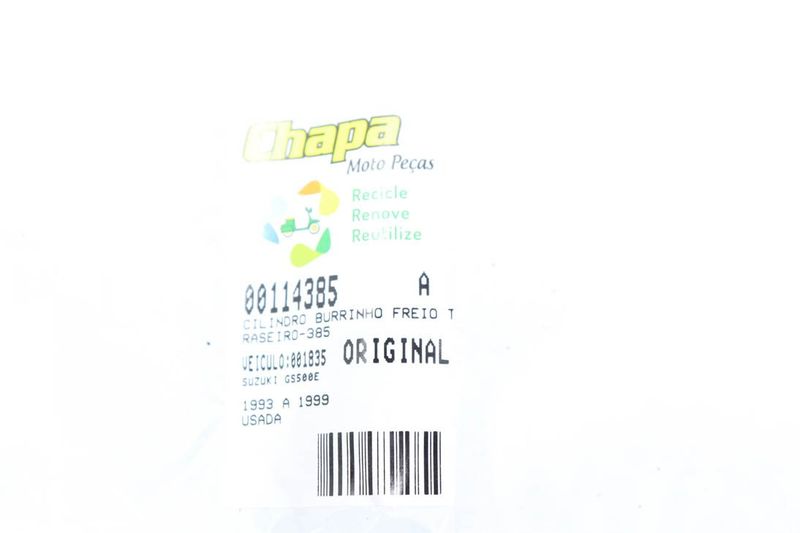 Chapa
Moto Peças
Recicle
Renove
Reutilize
00114385 A
CILINDRO BURRINHO FREIO T
RASEIRO-385
VEICULO:001835 ORIGINAL
SUZUKI GS500E
1993 A 1999
USADA